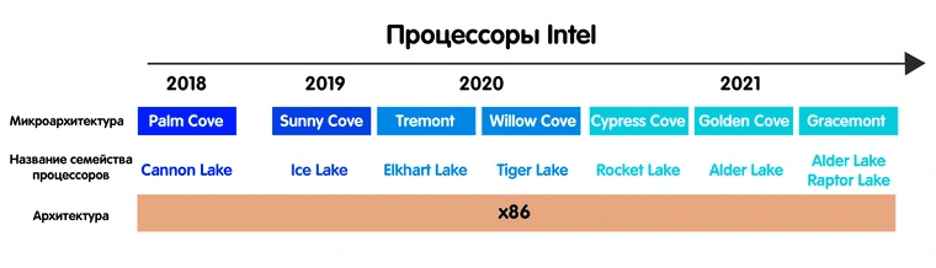 Процессоры Intel
2018 2019 2020 2021
Микроархитектура Palm Cove Sunny Cove Tremont Willow Cove Cypress Cove Golden Cove Gracemont
Название семейства
процессоров Cannon Lake Ice Lake Elkhart Lake Tiger Lake Rocket Lake Alder Lake Alder Lake
Raptor Lake
Архитектура x86